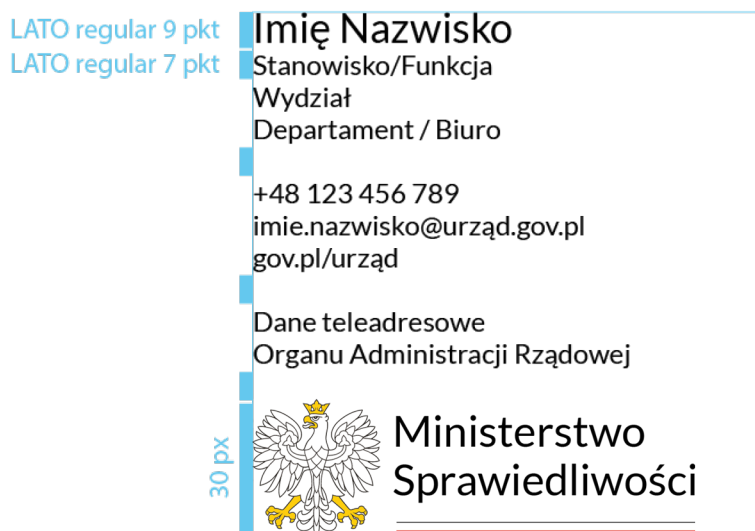 LATO regular 9 pkt
Imię Nazwisko
LATO regular 7 pkt
Stanowisko/Funkcja
Wydział
Departament / Biuro
+48 123 456 789
imie.nazwisko@urząd.gov.pl
gov.pl/urząd
Dane teleadresowe
Organu Administracji Rządowej
30 px
Ministerstwo
Sprawiedliwości